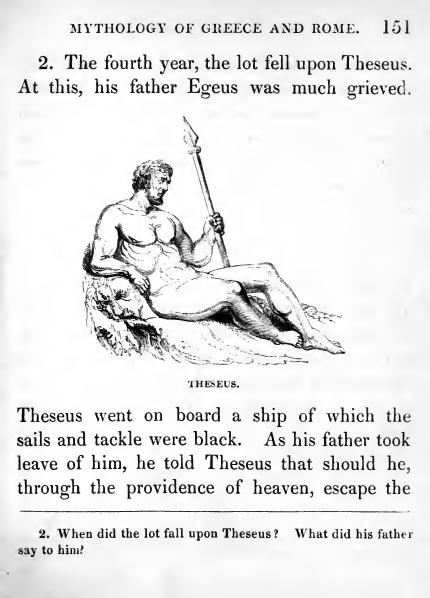 MYTHOLOGY OF GREECE AND ROME. 151
2. The fourth year, the lot fell upon Theseus.
At this, his father Egeus was much grieved.
THESEUS.
Theseus went on board a ship of which the
sails and tackle were black. As his father took
leave of him, he told Theseus that should he,
through the providence of heaven, escape the
2. When did the lot fall upon Theseus? What did his father
say to him?